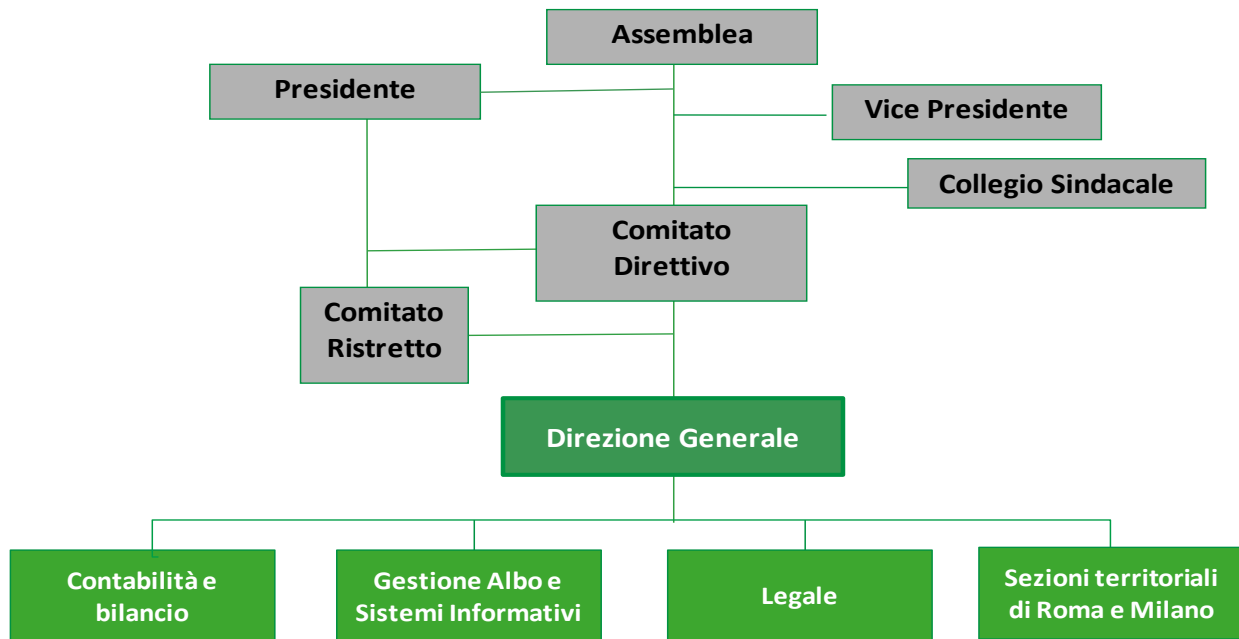 Assemblea
Presidente
Vice Presidente
Collegio Sindacale
Comitato
Direttivo
Comitato
Ristretto
Direzione Generale
Contabilità e
bilancio
Gestione Albo e
Sistemi Informativi
Legale
Sezioni territoriali
di Roma e Milano